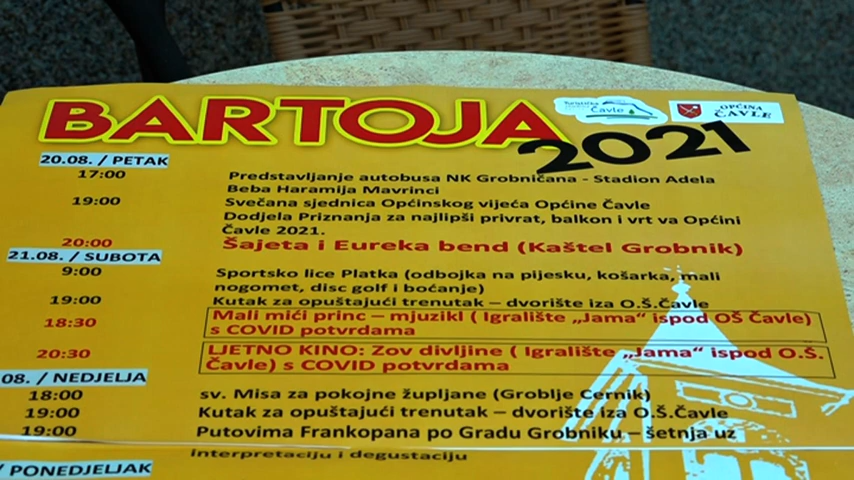 BARTOJA 2021
Turistička
Čavle
OPĆINA
ČAVLE
20.08. / PETAK
17:00 Predstavljanje autobusa NK Grobničana - Stadion Adela
Beba Haramija Mavrinci
19:00 Svečana sjednica Općinskog vijeća Općine Čavle
Dodjela Priznanja za najlipši privrat, balkon i vrt va Općini
Čavle 2021.
20:00 Šajeta i Eureka bend (Kaštel Grobnik)
21.08. / SUBOTA
9:00 Sportsko lice Platka (odbojka na pijesku, košarka, mali
nogomet, disc golf i boćanje)
19:00 Kutak za opuštajući trenutak – dvorište iza O.Š.Čavle
18:30 Mali mići princ – mjuzikl ( Igralište „Jama" ispod OŠ Čavle)
s COVID potvrdama
20:30 LJETNO KINO: Zov divljine ( Igralište „Jama" ispod O.Š.
Čavle) s COVID potvrdama
08. / NEDJELJA
18:00 sv. Misa za pokojne župljane (Groblje Cernik)
19:00 Kutak za opuštajući trenutak – dvorište iza O.Š.Čavle
19:00 Putovima Frankopana po Gradu Grobniku – šetnja uz
interpretaciju i degustaciju
/ PONEDJELJAK